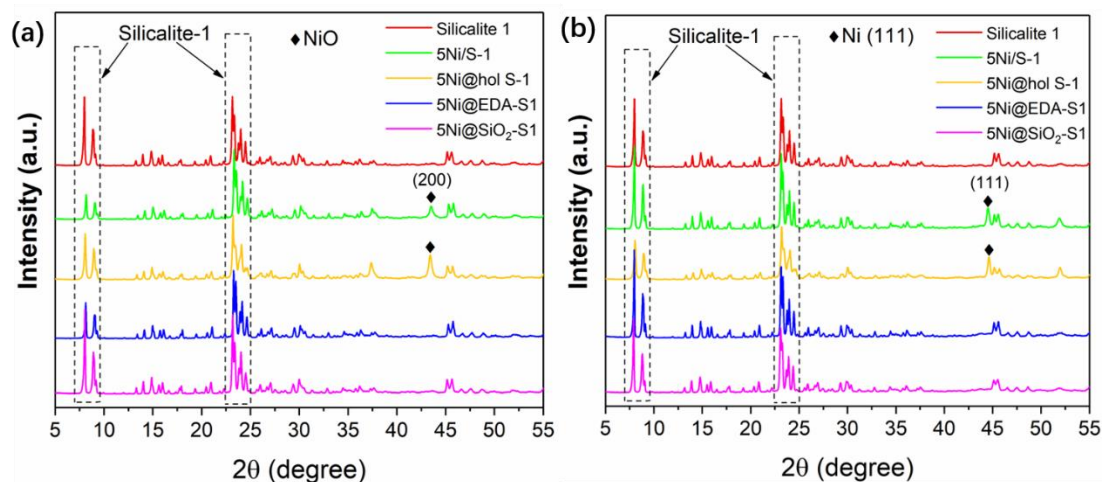 (a)
Silicalite-1
◆ NiO
Silicalite 1
5Ni/S-1
5Ni@hol S-1
5Ni@EDA-S1
5Ni@SiO₂-S1
(200)
Intensity (a.u.)
5 10 15 20 25 30 35 40 45 50 55
2θ (degree)
(b)
Silicalite-1
◆ Ni (111)
Silicalite 1
5Ni/S-1
5Ni@hol S-1
5Ni@EDA-S1
5Ni@SiO₂-S1
(111)
Intensity (a.u.)
5 10 15 20 25 30 35 40 45 50 55
2θ (degree)